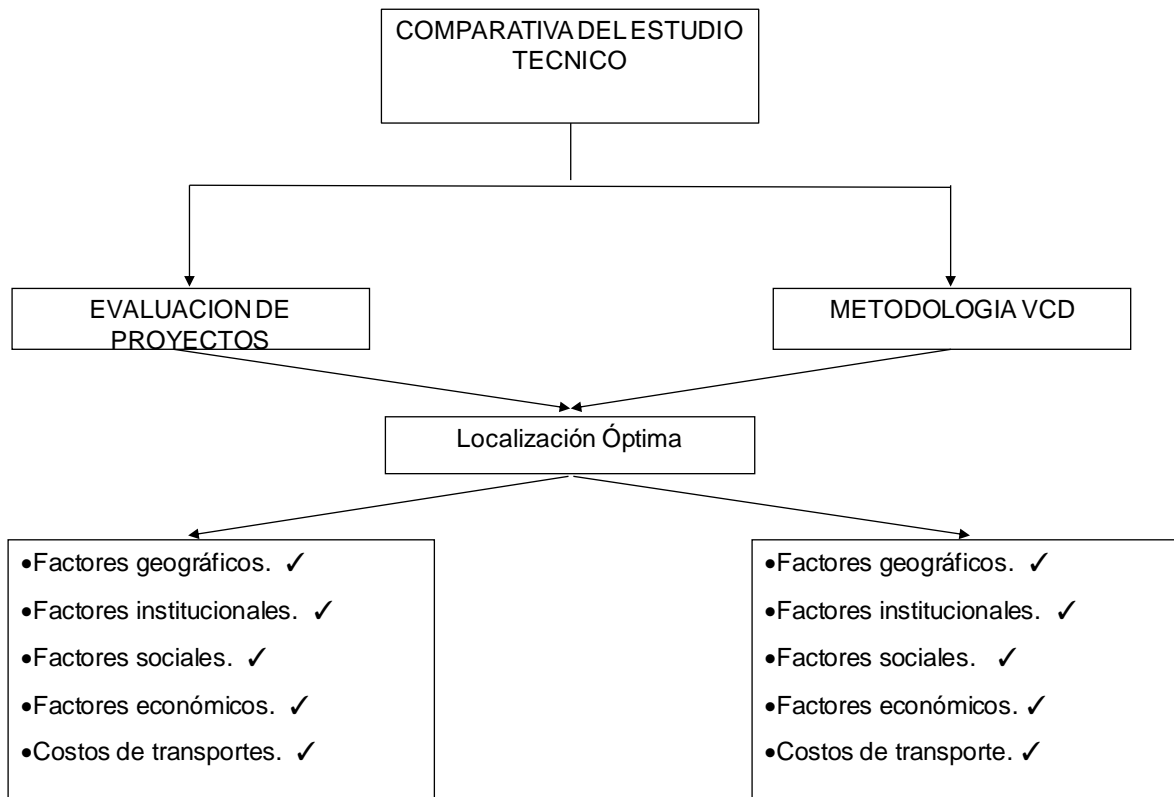 COMPARATIVA DEL ESTUDIO
TECNICO
EVALUACION DE
PROYECTOS
METODOLOGIA VCD
Localización Óptima
•Factores geográficos. ✓
•Factores institucionales. ✓
•Factores sociales. ✓
•Factores económicos. ✓
•Costos de transportes. ✓
•Factores geográficos. ✓
•Factores institucionales. ✓
•Factores sociales. ✓
•Factores económicos. ✓
•Costos de transporte. ✓